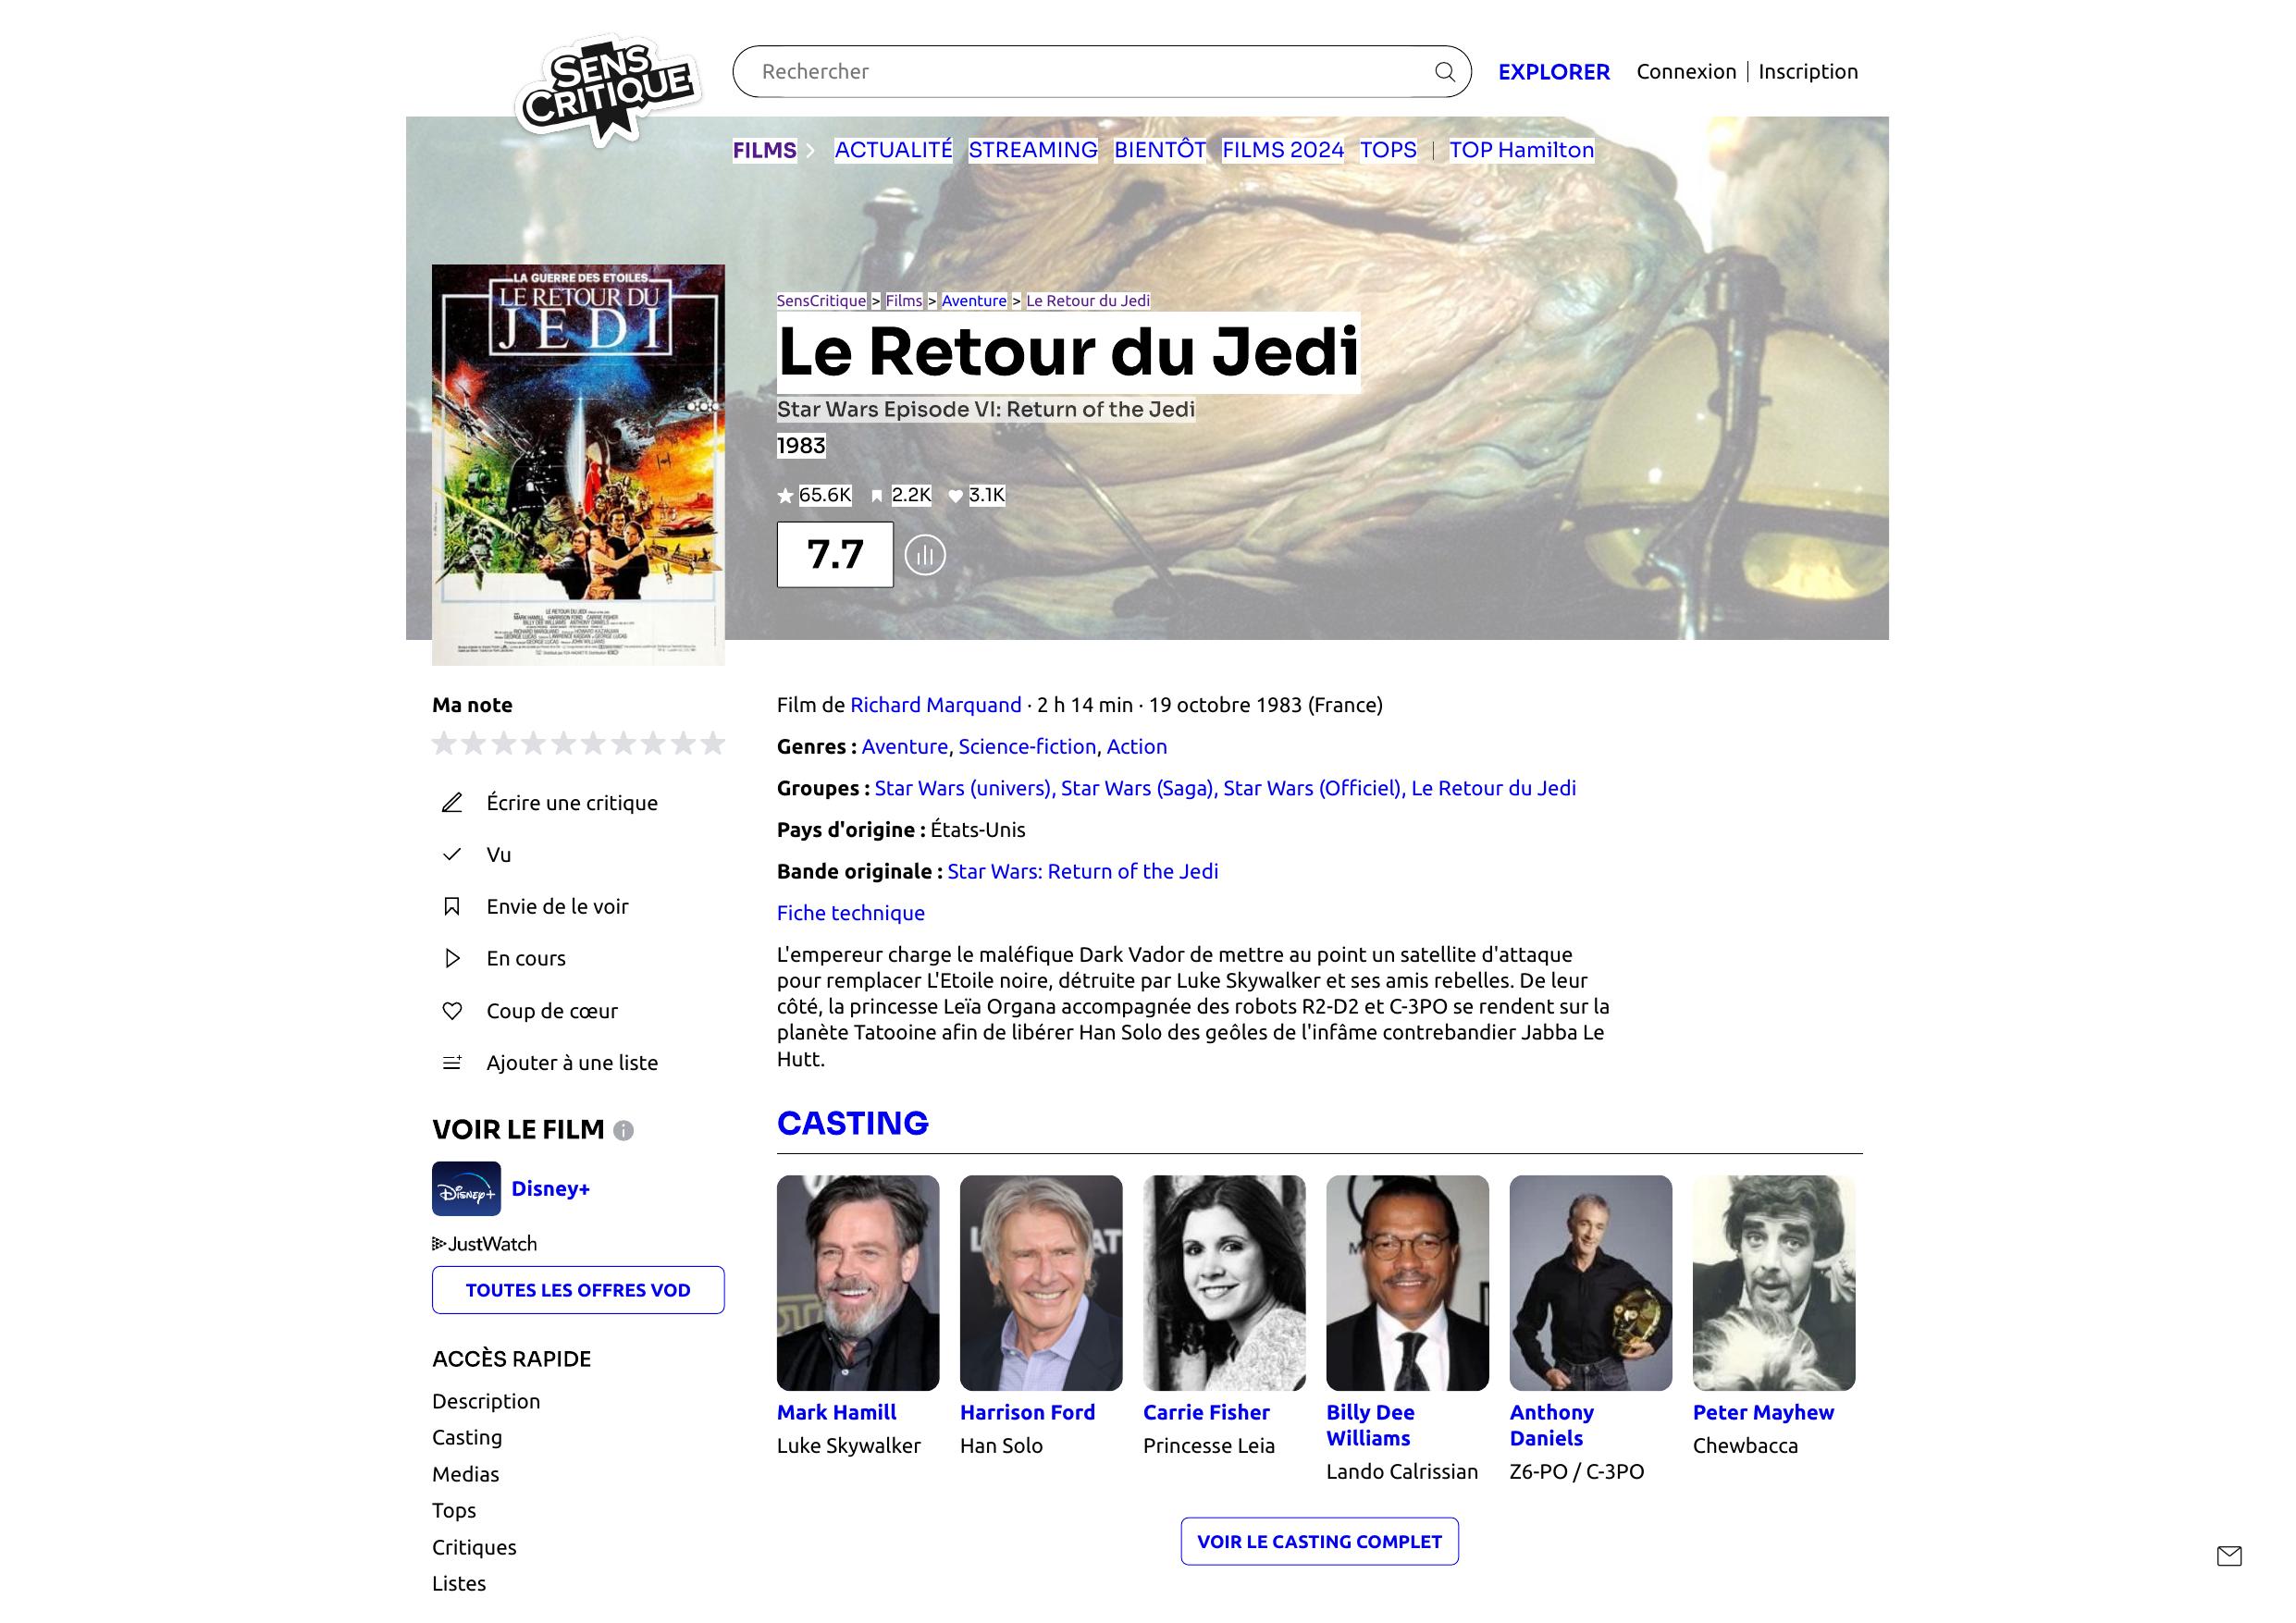 SENS CRITIQUE
Rechercher
EXPLORER
Connexion | Inscription
FILMS
ACTUALITÉ
STREAMING
BIENTÔT
FILMS 2024
TOPS
| TOP Hamilton
LA GUERRE DES ETOILES
LE RETOUR DU
JEDI
SensCritique > Films > Aventure > Le Retour du Jedi
Le Retour du Jedi
Star Wars Episode VI: Return of the Jedi
1983
65.6K 2.2K 3.1K
7.7
Ma note
Écrire une critique
Vu
Envie de le voir
En cours
Coup de cœur
Ajouter à une liste
VOIR LE FILM
Disney+
Disney+
JustWatch
TOUTES LES OFFRES VOD
ACCÈS RAPIDE
Description
Casting
Medias
Tops
Critiques
Listes
Film de Richard Marquand · 2 h 14 min · 19 octobre 1983 (France)
Genres : Aventure, Science-fiction, Action
Groupes : Star Wars (univers), Star Wars (Saga), Star Wars (Officiel), Le Retour du Jedi
Pays d'origine : États-Unis
Bande originale : Star Wars: Return of the Jedi
Fiche technique
L'empereur charge le maléfique Dark Vador de mettre au point un satellite d'attaque
pour remplacer L'Etoile noire, détruite par Luke Skywalker et ses amis rebelles. De leur
côté, la princesse Leïa Organa accompagnée des robots R2-D2 et C-3PO se rendent sur la
planète Tatooine afin de libérer Han Solo des geôles de l'infâme contrebandier Jabba Le
Hutt.
CASTING
Mark Hamill
Luke Skywalker
Harrison Ford
Han Solo
Carrie Fisher
Princesse Leia
Billy Dee
Williams
Lando Calrissian
Anthony
Daniels
Z6-PO / C-3PO
Peter Mayhew
Chewbacca
VOIR LE CASTING COMPLET